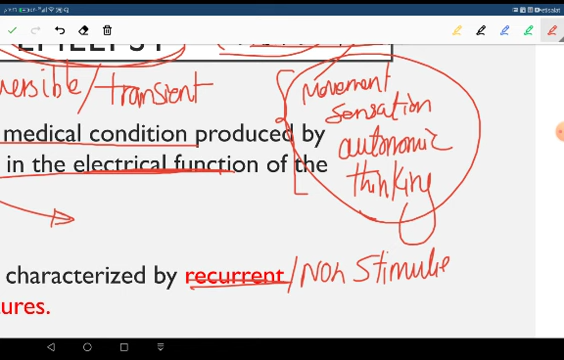 EPILEPSY
versible/transient
movement
sensation
autonomic
thinking
medical condition produced by
in the electrical function of the
characterized by recurrent /Non Stimule
ures.